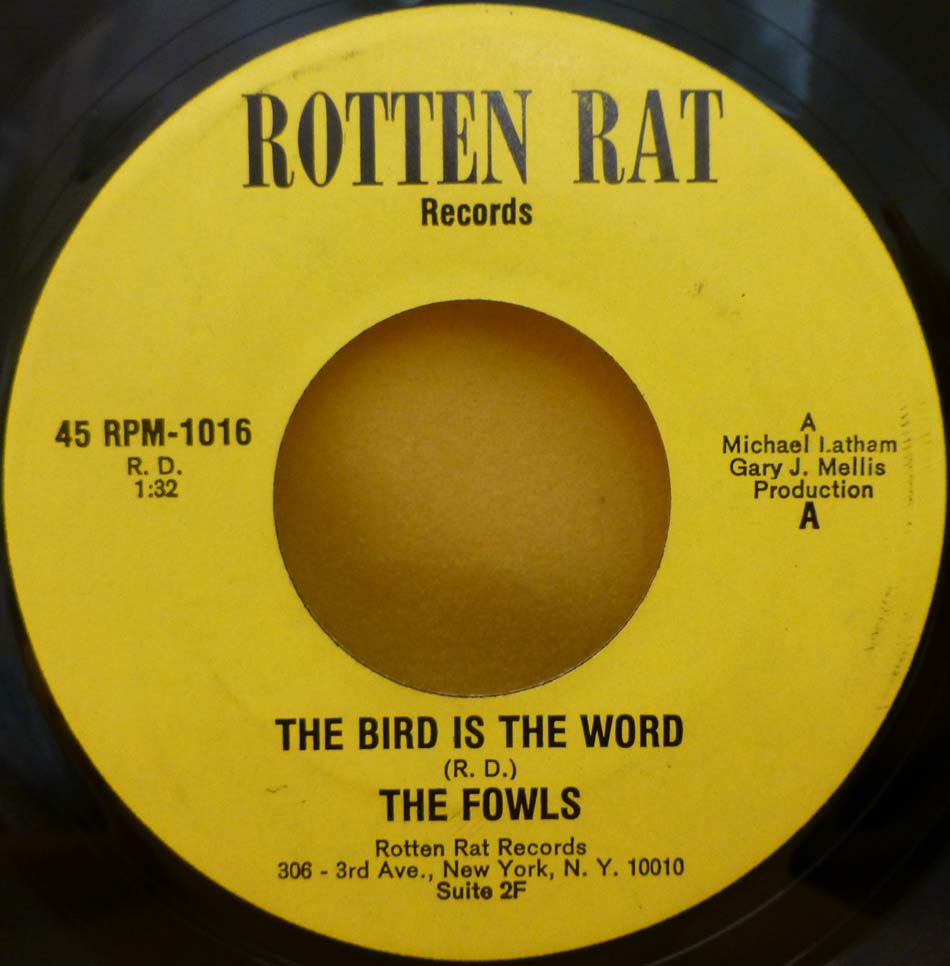 ROTTEN RAT
Records
45 RPM-1016
R. D.
1:32
A
Michael Latham
Gary J. Mellis
Production
A
THE BIRD IS THE WORD
(R. D.)
THE FOWLS
Rotten Rat Records
306 - 3rd Ave., New York, N. Y. 10010
Suite 2F